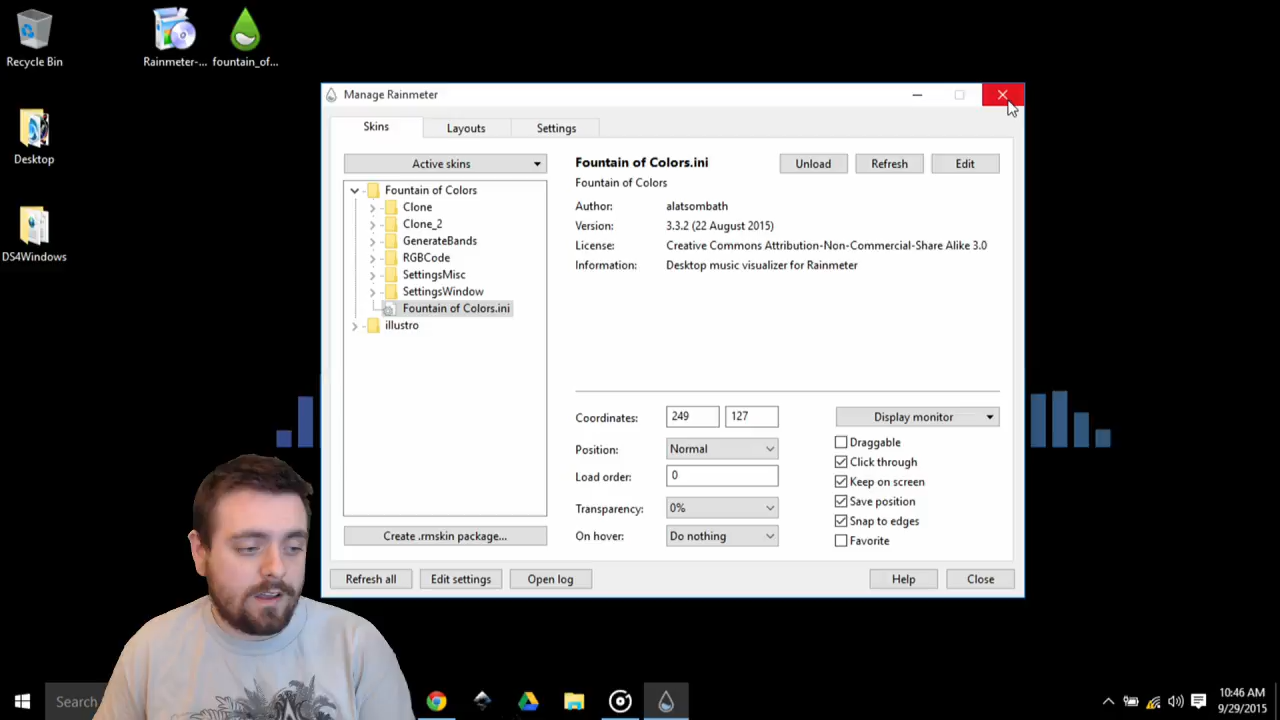 Recycle Bin
Rainmeter-...
fountain_of...
Desktop
DS4Windows
Manage Rainmeter
Skins
Layouts
Settings
Active skins
Fountain of Colors
Clone
Clone_2
GenerateBands
RGBCode
SettingsMisc
SettingsWindow
Fountain of Colors.ini
illustro
Create .rmskin package...
Fountain of Colors.ini
Unload
Refresh
Edit
Fountain of Colors
Author: alatsombath
Version: 3.3.2 (22 August 2015)
License: Creative Commons Attribution-Non-Commercial-Share Alike 3.0
Information: Desktop music visualizer for Rainmeter
Coordinates: 249 127
Display monitor
Position: Normal
Load order: 0
Transparency: 0%
On hover: Do nothing
Draggable
Click through
Keep on screen
Save position
Snap to edges
Favorite
Refresh all
Edit settings
Open log
Help
Close
Search
10:46 AM
9/29/2015